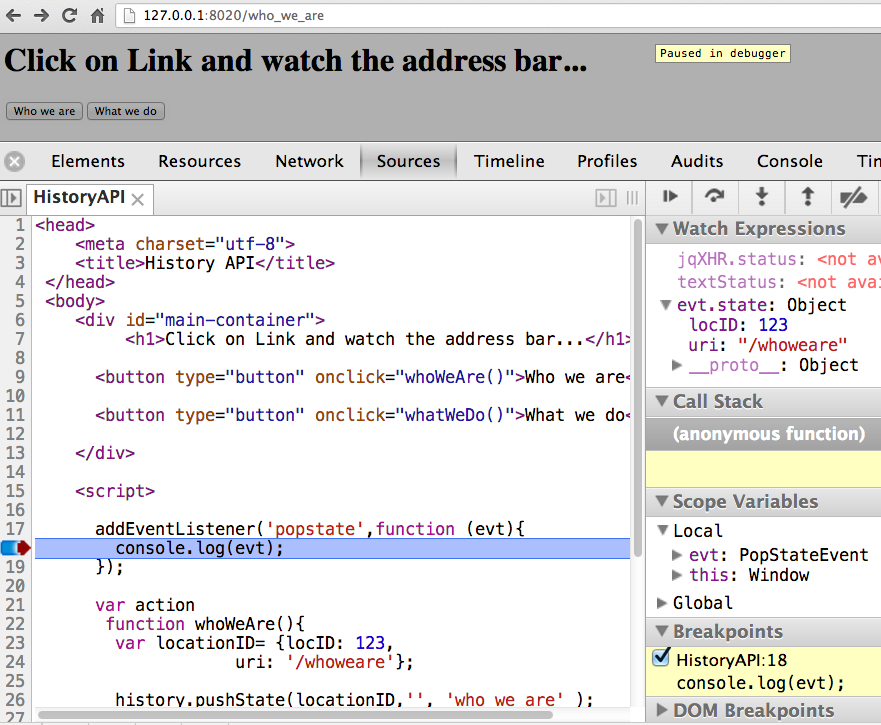 127.0.0.1:8020/who_we_are
Click on Link and watch the address bar...
Paused in debugger
Who we are What we do
Elements Resources Network Sources Timeline Profiles Audits Console Tin
HistoryAPI
1 <head>
2 <meta charset="utf-8">
3 <title>History API</title>
4 </head>
5 <body>
6 <div id="main-container">
7 <h1>Click on Link and watch the address bar...</h1>
8
9 <button type="button" onclick="whoWeAre()">Who we are<
10
11 <button type="button" onclick="whatWeDo()">What we do<
12
13 </div>
14
15 <script>
16
17 addEventListener('popstate',function (evt){
console.log(evt);
19 });
20
21 var action
22 function whoWeAre(){
23 var locationID= {locID: 123,
24 uri: '/whoweare'};
25
26 history.pushState(locationID,'', 'who_we_are' );
27
Watch Expressions
jqXHR.status: <not av
textStatus: <not avai
evt.state: Object
locID: 123
uri: "/whoweare"
__proto__: Object
Call Stack
(anonymous function)
Scope Variables
Local
evt: PopStateEvent
this: Window
Global
Breakpoints
HistoryAPI:18
console.log(evt);
DOM Breakpoints